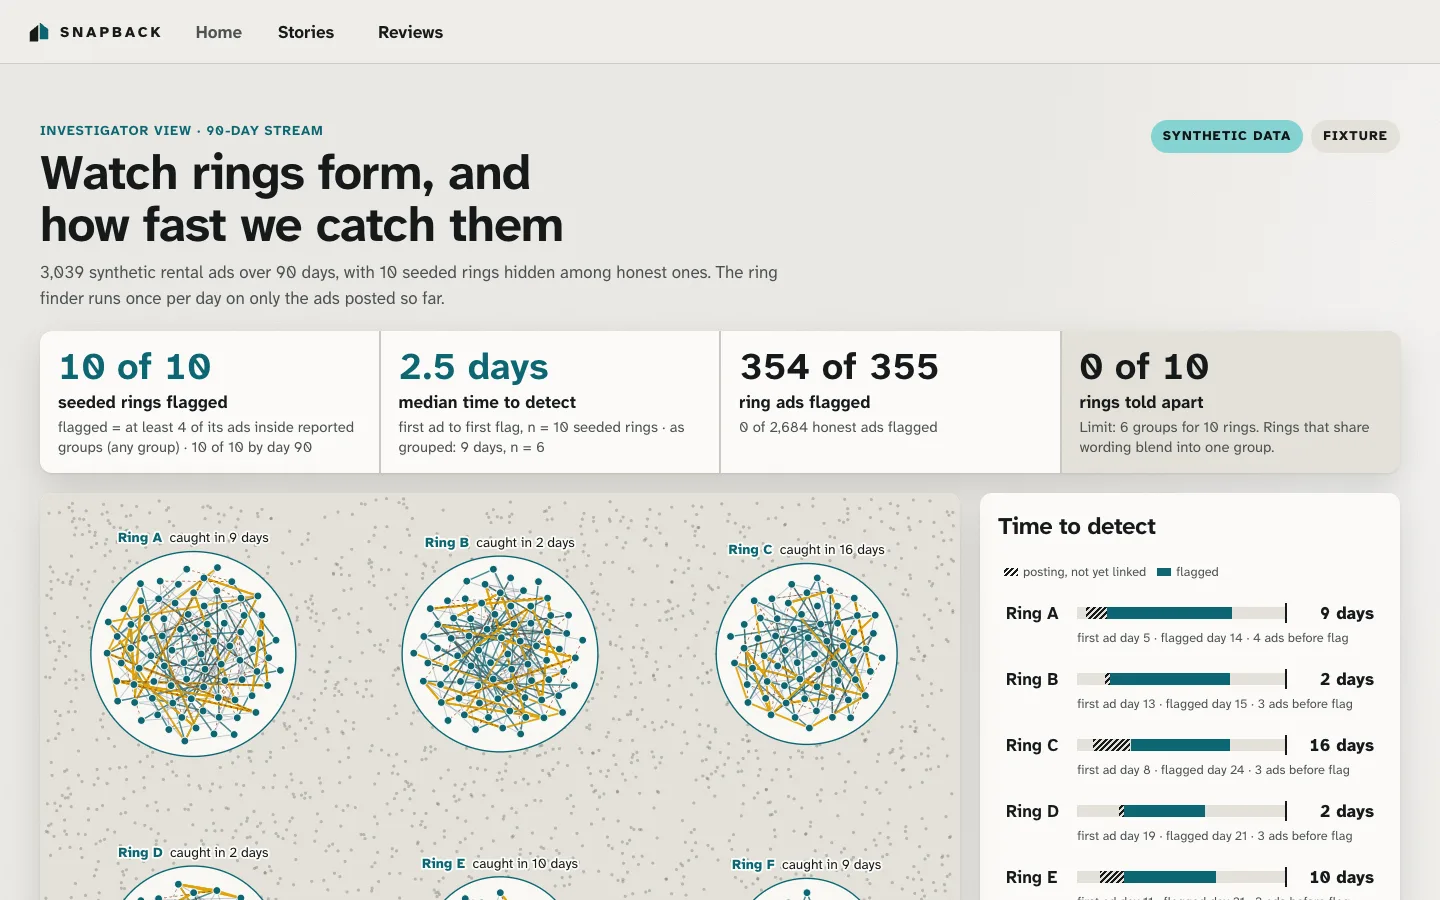 SNAPBACK Home Stories Reviews
INVESTIGATOR VIEW · 90-DAY STREAM
SYNTHETIC DATA FIXTURE
Watch rings form, and
how fast we catch them
3,039 synthetic rental ads over 90 days, with 10 seeded rings hidden among honest ones. The ring
finder runs once per day on only the ads posted so far.
10 of 10
seeded rings flagged
flagged = at least 4 of its ads inside reported
groups (any group) · 10 of 10 by day 90
2.5 days
median time to detect
first ad to first flag, n = 10 seeded rings · as
grouped: 9 days, n = 6
354 of 355
ring ads flagged
0 of 2,684 honest ads flagged
0 of 10
rings told apart
Limit: 6 groups for 10 rings. Rings that share
wording blend into one group.
Ring A caught in 9 days
Ring B caught in 2 days
Ring C caught in 16 days
Ring D caught in 2 days
Ring E caught in 10 days
Ring F caught in 9 days
Time to detect
posting, not yet linked flagged
Ring A 9 days
first ad day 5 · flagged day 14 · 4 ads before flag
Ring B 2 days
first ad day 13 · flagged day 15 · 3 ads before flag
Ring C 16 days
first ad day 8 · flagged day 24 · 3 ads before flag
Ring D 2 days
first ad day 19 · flagged day 21 · 3 ads before flag
Ring E 10 days